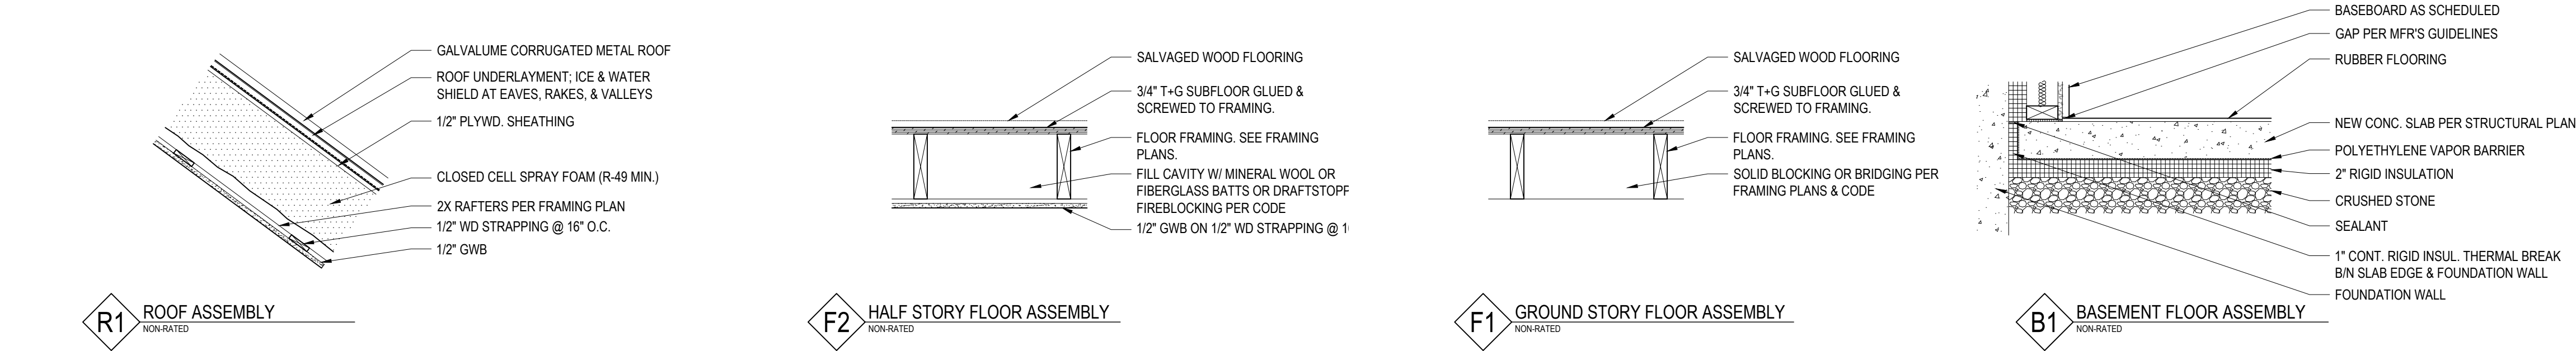 GALVALUME CORRUGATED METAL ROOF
ROOF UNDERLAYMENT; ICE & WATER
SHIELD AT EAVES, RAKES, & VALLEYS
1/2" PLYWD. SHEATHING
CLOSED CELL SPRAY FOAM (R-49 MIN.)
2X RAFTERS PER FRAMING PLAN
1/2" WD STRAPPING @ 16" O.C.
1/2" GWB
R1
ROOF ASSEMBLY
NON-RATED
SALVAGED WOOD FLOORING
3/4" T+G SUBFLOOR GLUED &
SCREWED TO FRAMING.
FLOOR FRAMING. SEE FRAMING
PLANS.
FILL CAVITY W/ MINERAL WOOL OR
FIBERGLASS BATTS OR
FIREBLOCKING PER CODE
1/2" GWB ON 1/2" WD STRAPPING @
F2
HALF STORY FLOOR ASSEMBLY
NON-RATED
SALVAGED WOOD FLOORING
3/4" T+G SUBFLOOR GLUED &
SCREWED TO FRAMING.
FLOOR FRAMING. SEE FRAMING
PLANS.
SOLID BLOCKING OR BRIDGING PER
FRAMING PLANS & CODE
F1
GROUND STORY FLOOR ASSEMBLY
NON-RATED
BASEBOARD AS SCHEDULED
GAP PER MFR'S GUIDELINES
RUBBER FLOORING
NEW CONC. SLAB PER STRUCTURAL PLAN
POLYETHYLENE VAPOR BARRIER
2" RIGID INSULATION
CRUSHED STONE
SEALANT
1" CONT. RIGID INSUL. THERMAL BREAK
B/N SLAB EDGE & FOUNDATION WALL
FOUNDATION WALL
B1
BASEMENT FLOOR ASSEMBLY
NON-RATED